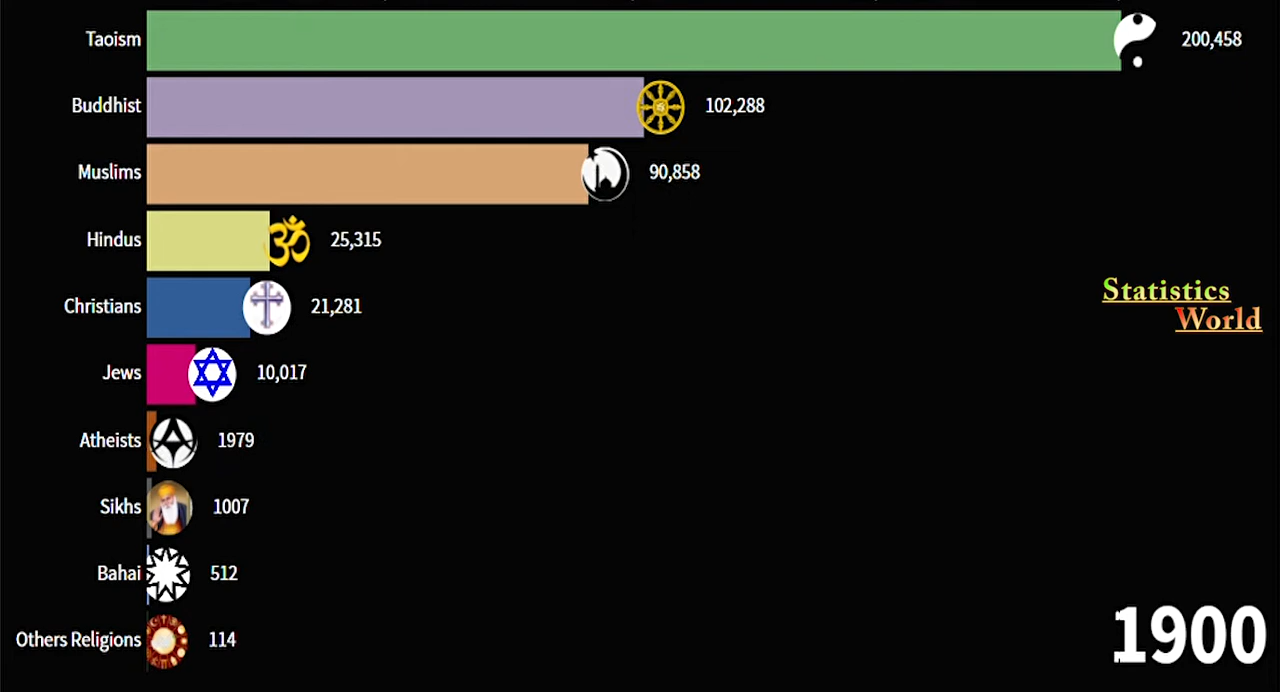 Taoism 200,458
Buddhist 102,288
Muslims 90,858
Hindus 25,315
Christians 21,281
Jews 10,017
Atheists 1979
Sikhs 1007
Bahai 512
Others Religions 114
Statistics
World
1900